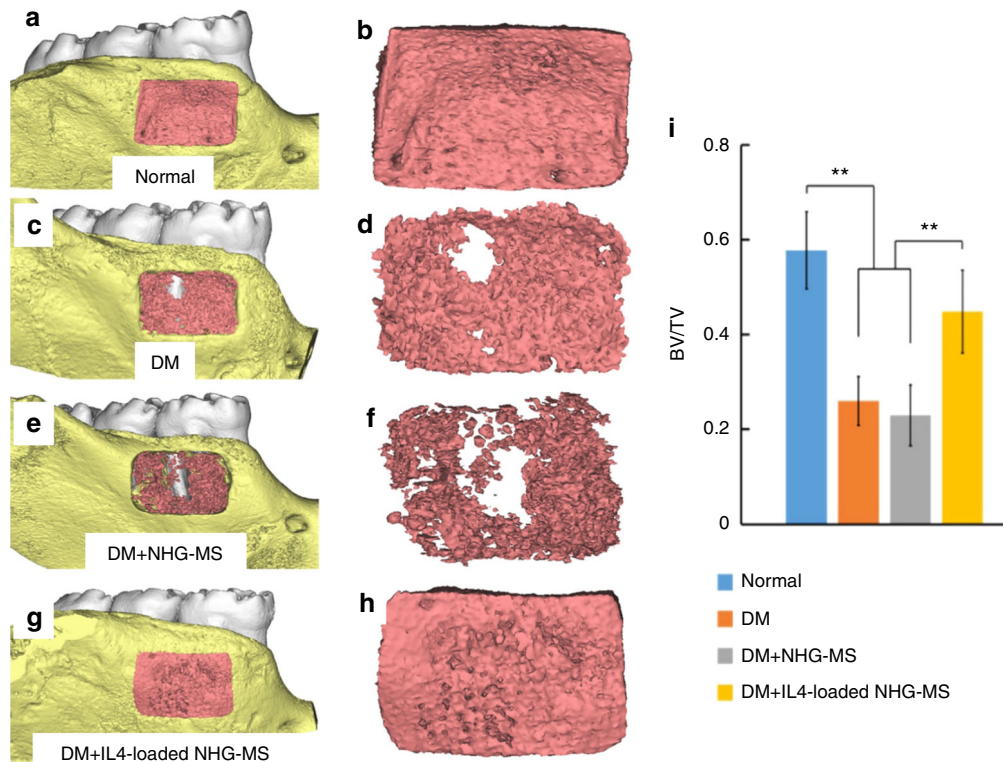 a
b
Normal
c
d
DM
e
f
DM+NHG-MS
g
h
DM+IL4-loaded NHG-MS
i
0.8
0.6
0.4
0.2
0
BV/TV
**
**
Normal
DM
DM+NHG-MS
DM+IL4-loaded NHG-MS